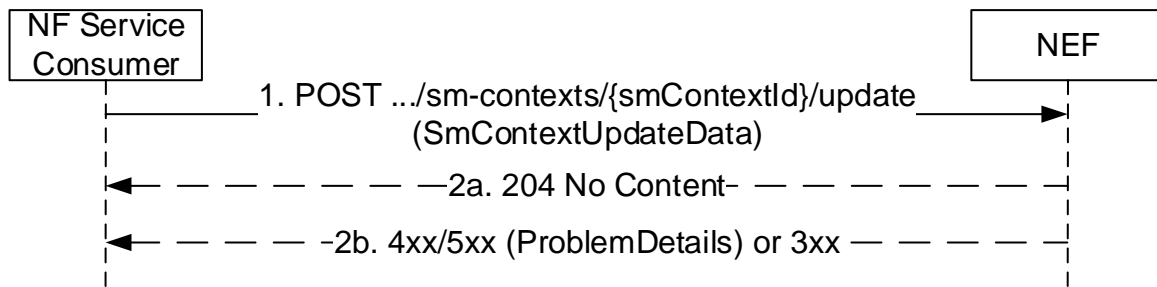 NF Service
Consumer
NEF
1. POST .../sm-contexts/{smContextId}/update
(SmContextUpdateData)
2a. 204 No Content
2b. 4xx/5xx (ProblemDetails) or 3xx